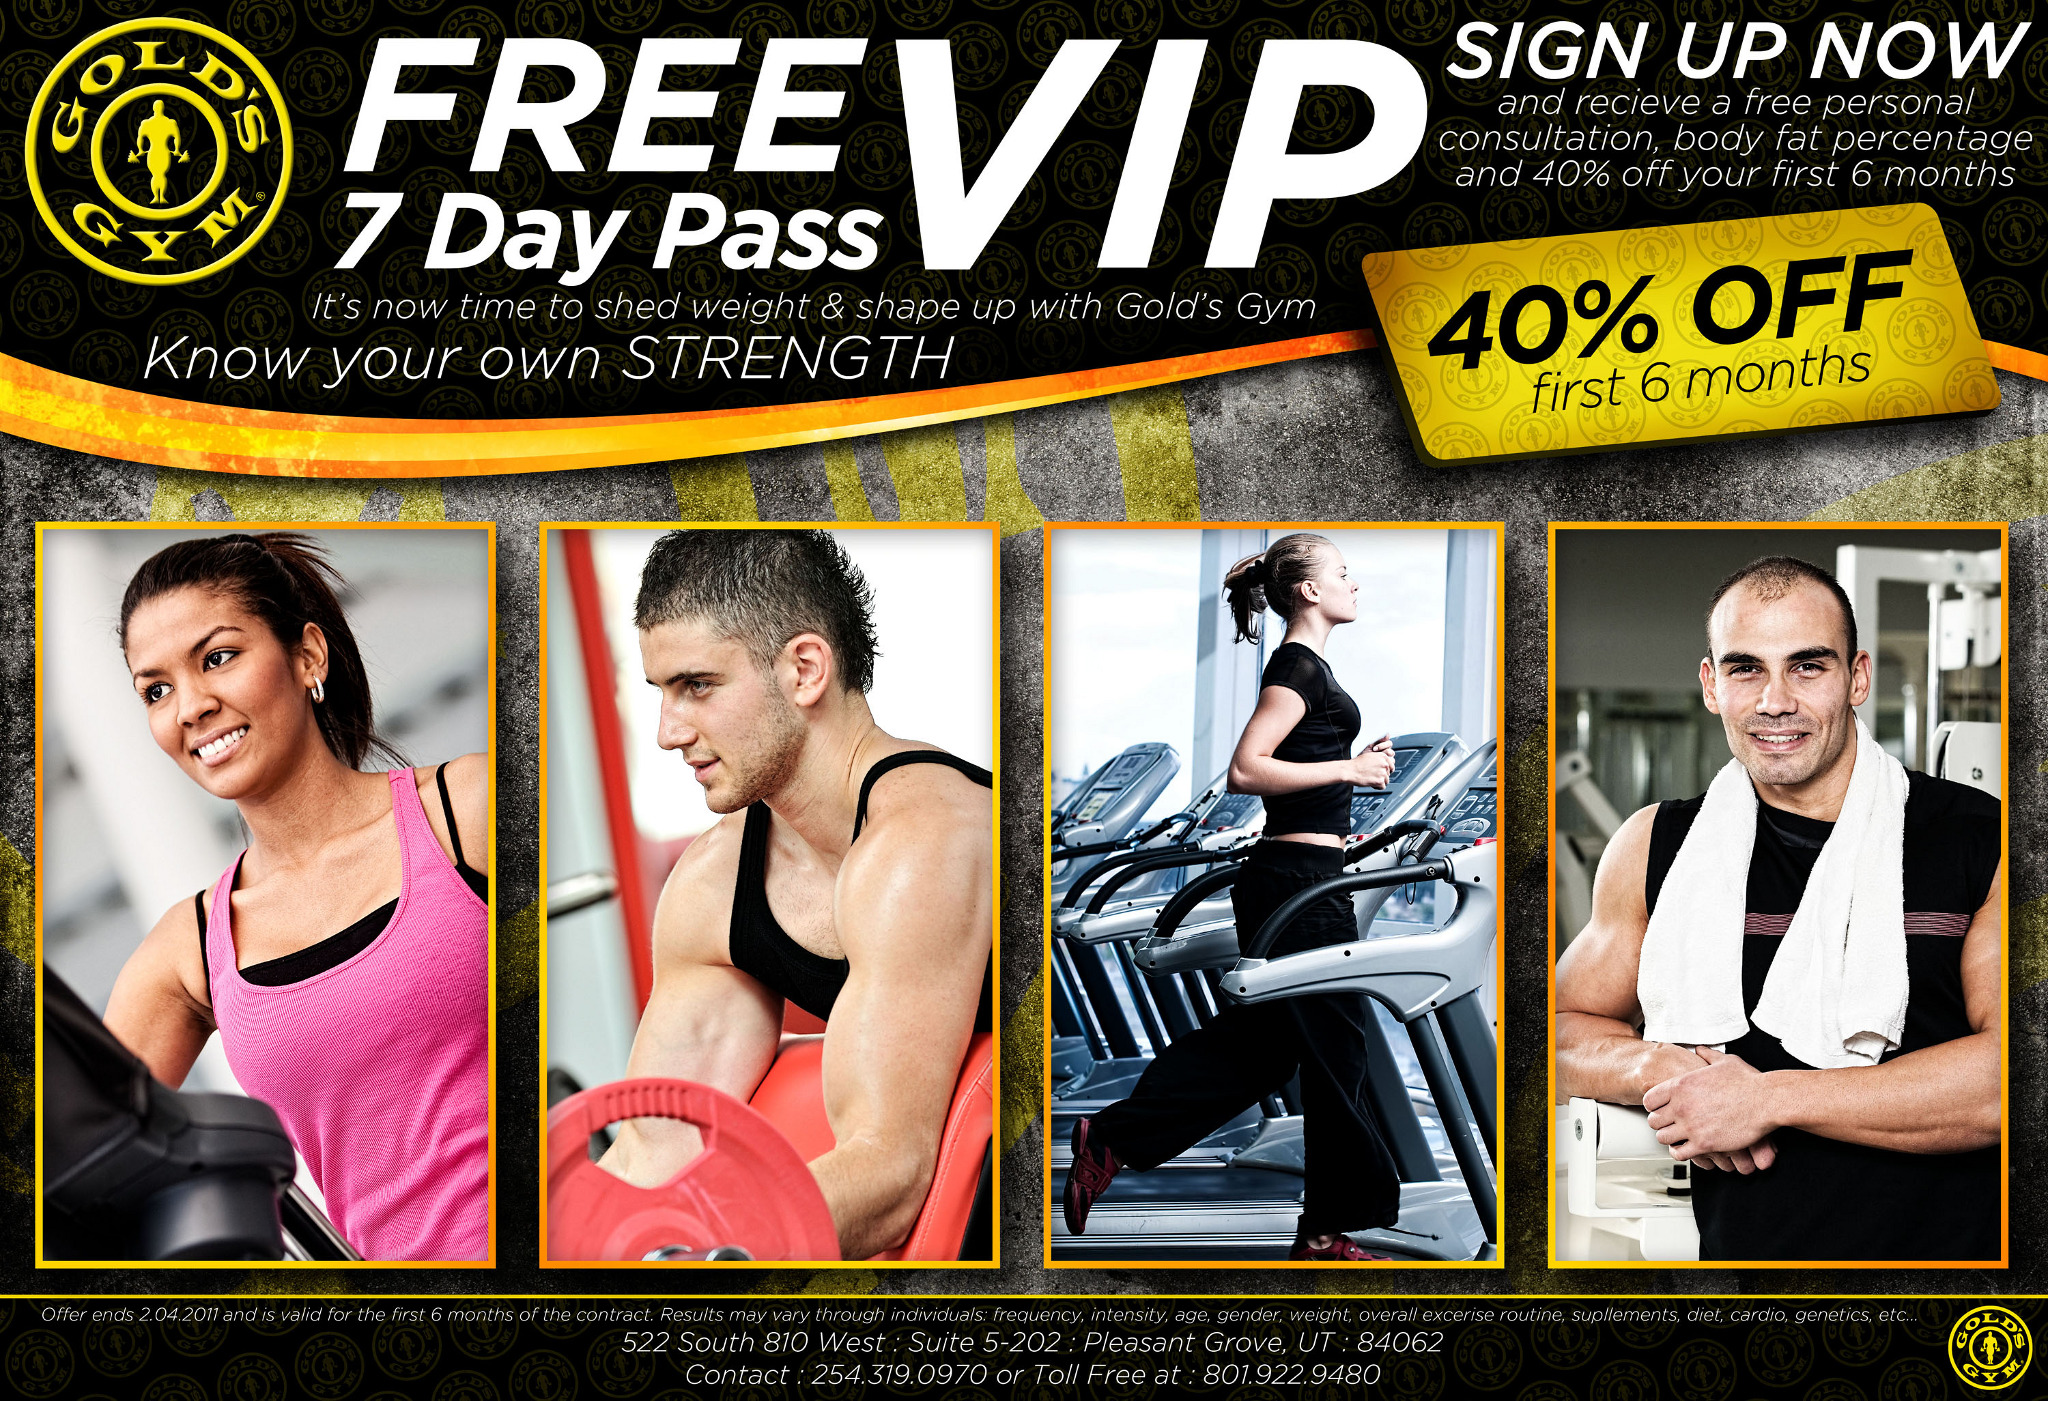 GOLD'S
GYM®
FREE VIP
7 Day Pass
It's now time to shed weight & shape up with Gold's Gym
Know your own STRENGTH
SIGN UP NOW
and recieve a free personal
consultation, body fat percentage
and 40% off your first 6 months
40% OFF
first 6 months
Offer ends 2.04.2011 and is valid for the first 6 months of the contract. Results may vary through individuals: frequency, intensity, age, gender, weight, overall excerise routine, supllements, diet, cardio, genetics, etc...
522 South 810 West : Suite 5-202 : Pleasant Grove, UT : 84062
Contact : 254.319.0970 or Toll Free at : 801.922.9480
GOLD'S
GYM